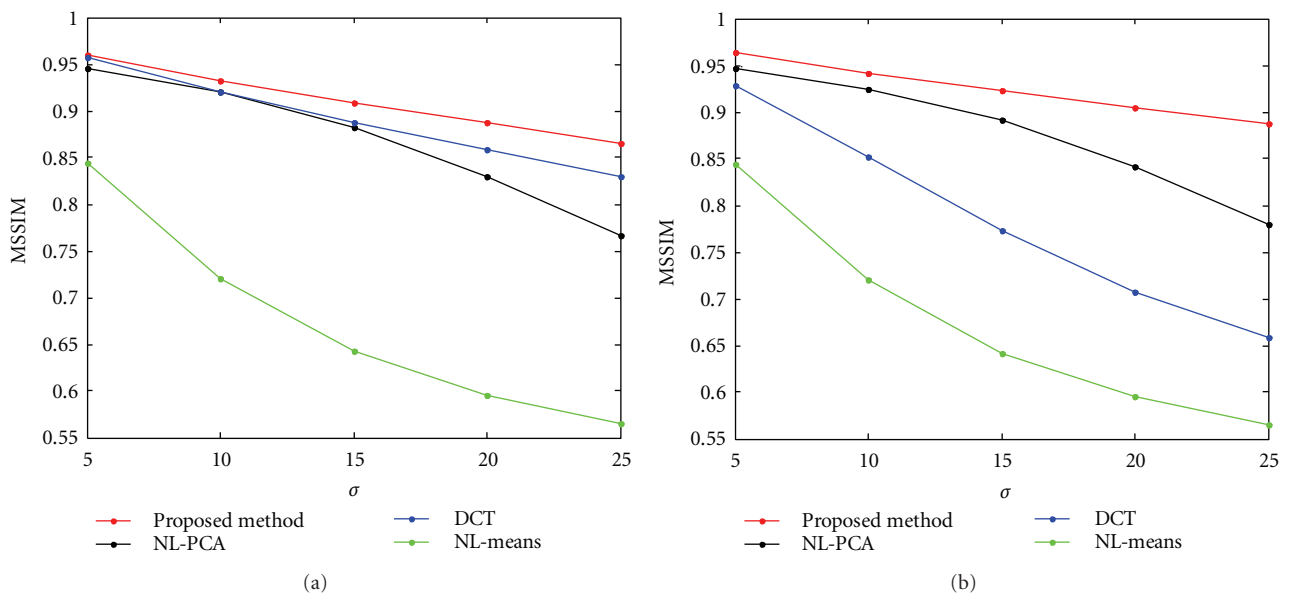 1
0.95
0.9
0.85
0.8
0.75
0.7
0.65
0.6
0.55
MSSIM
5 10 15 20 25
σ
Proposed method DCT
NL-PCA NL-means
(a)
1
0.95
0.9
0.85
0.8
0.75
0.7
0.65
0.6
0.55
MSSIM
5 10 15 20 25
σ
Proposed method DCT
NL-PCA NL-means
(b)